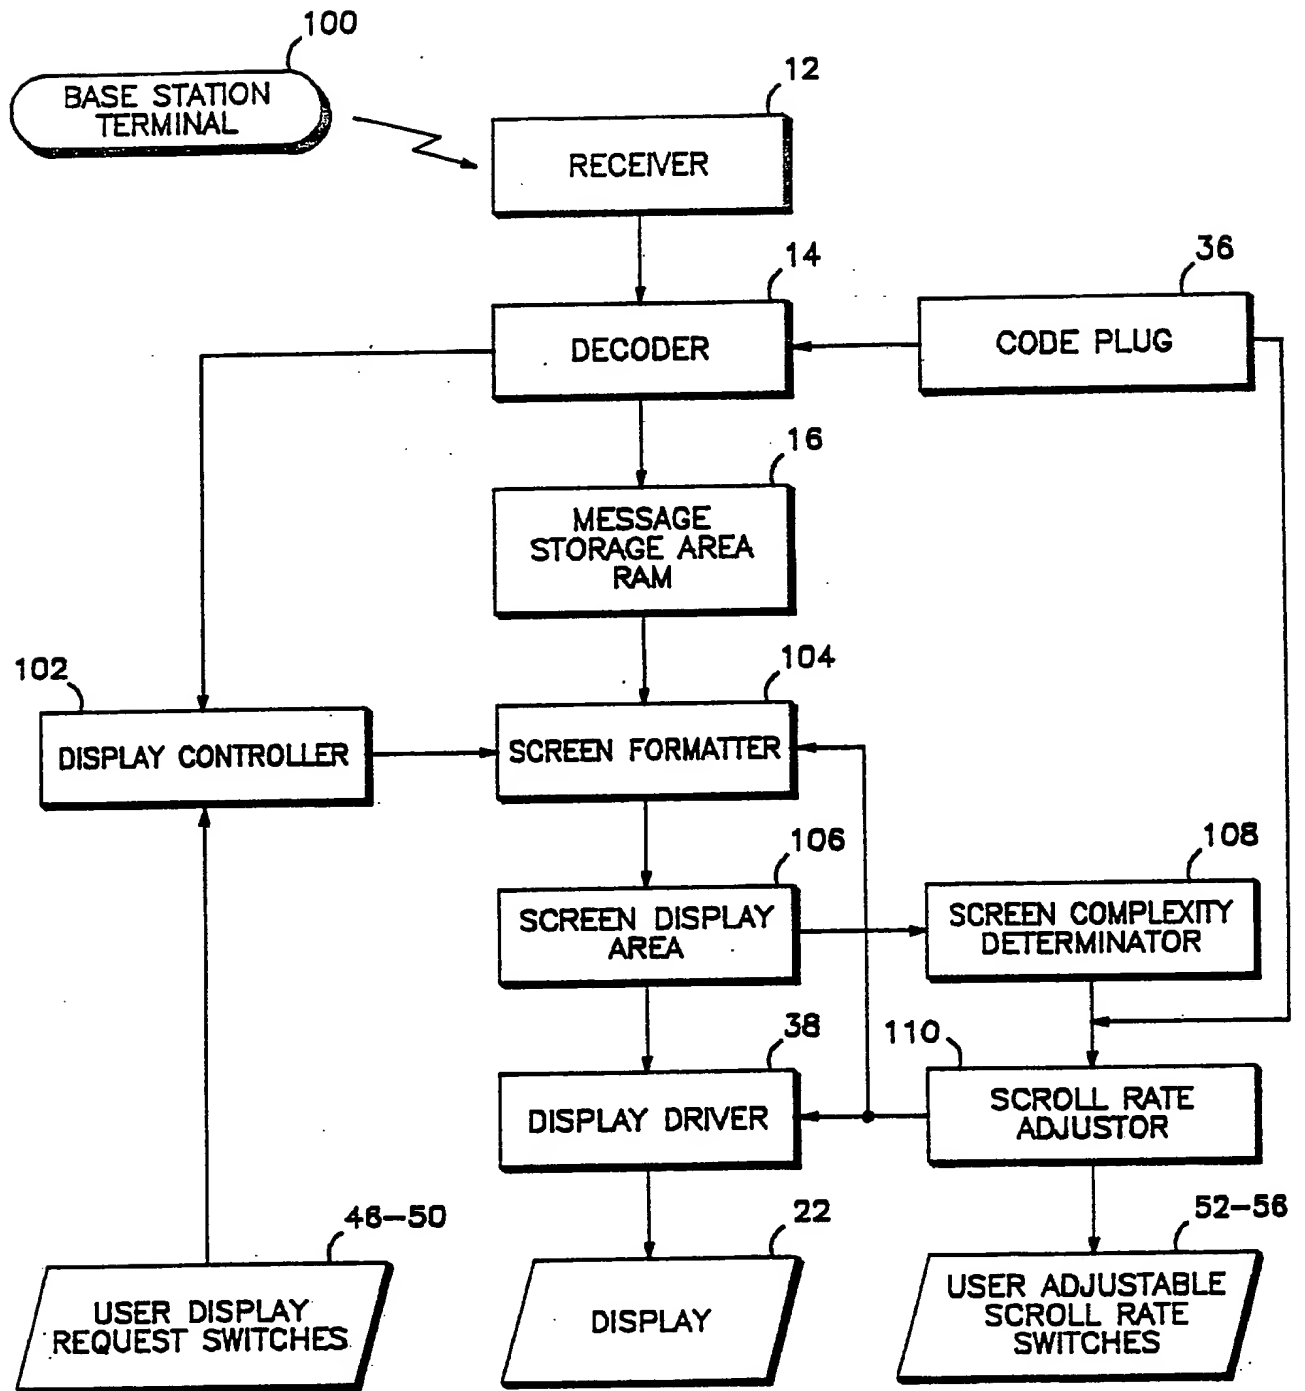 100
BASE STATION
TERMINAL
12
RECEIVER
14
DECODER
36
CODE PLUG
16
MESSAGE
STORAGE AREA
RAM
102
DISPLAY CONTROLLER
104
SCREEN FORMATTER
106
SCREEN DISPLAY
AREA
108
SCREEN COMPLEXITY
DETERMINATOR
38
DISPLAY DRIVER
110
SCROLL RATE
ADJUSTOR
46-50
USER DISPLAY
REQUEST SWITCHES
22
DISPLAY
52-56
USER ADJUSTABLE
SCROLL RATE
SWITCHES